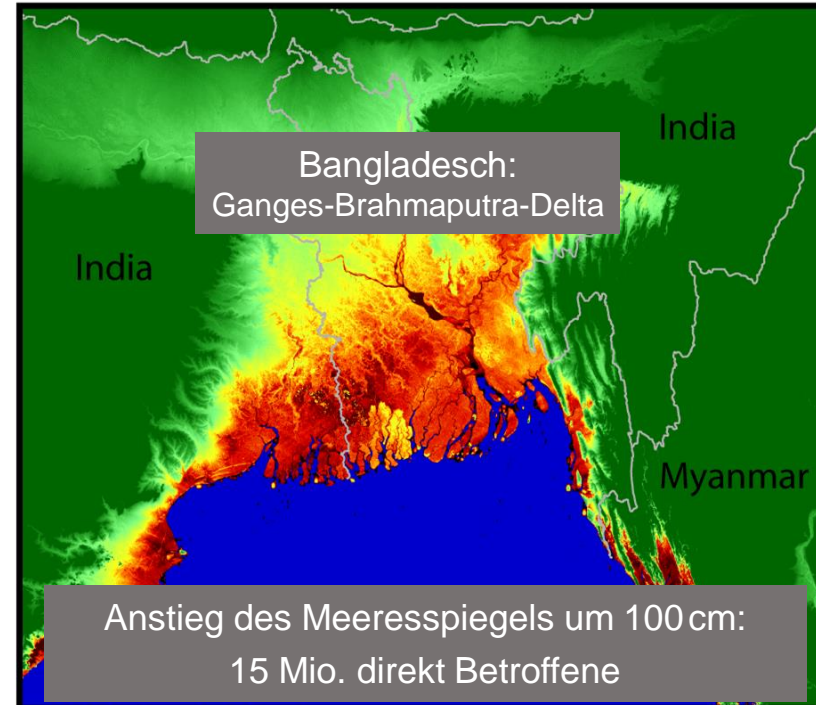 India
Bangladesch:
Ganges-Brahmaputra-Delta
India
Myanmar
Anstieg des Meeresspiegels um 100 cm:
15 Mio. direkt Betroffene